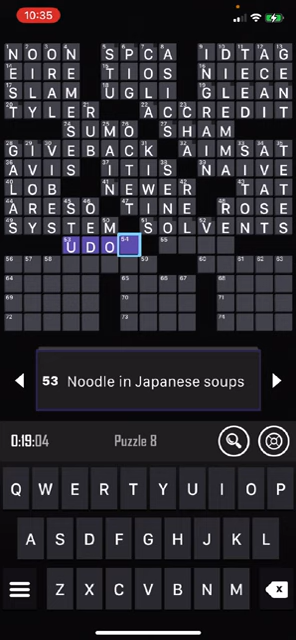 10:35
NOON SPCA IDTAG
EIRE TIOS NIECE
SLAM UGLI GLEAN
TYLER ACCREDIT
SUMO SHAM
GIVEBACK AIMSAT
AVIS ITIS NAIVE
LOB NEWER TAT
ARESO TINE ROSE
SYSTEM SOLVENTS
UDO
53 Noodle in Japanese soups
0:19:04 Puzzle 8
Q W E R T Y U I O P
A S D F G H J K L
Z X C V B N M